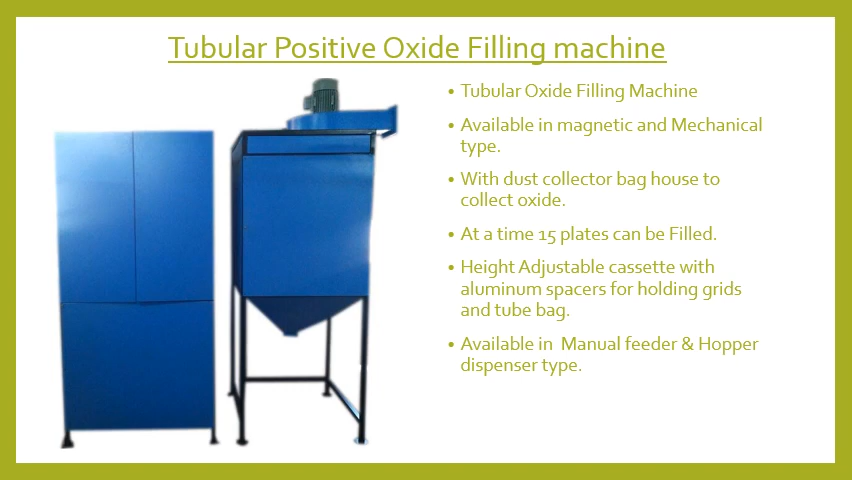 Tubular Positive Oxide Filling machine
• Tubular Oxide Filling Machine
• Available in magnetic and Mechanical
type.
• With dust collector bag house to
collect oxide.
• At a time 15 plates can be Filled.
• Height Adjustable cassette with
aluminum spacers for holding grids
and tube bag.
• Available in  Manual feeder & Hopper
dispenser type.